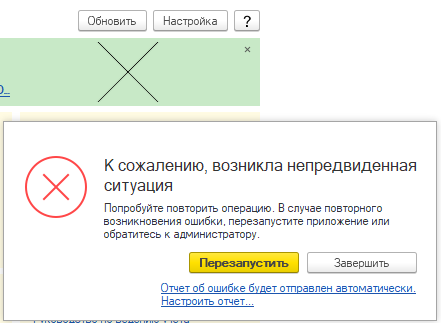 Обновить Настройка ?
×
К сожалению, возникла непредвиденная
ситуация
Попробуйте повторить операцию. В случае повторного
возникновения ошибки, перезапустите приложение или
обратитесь к администратору.
Перезапустить Завершить
Отчет об ошибке будет отправлен автоматически.
Настроить отчет...